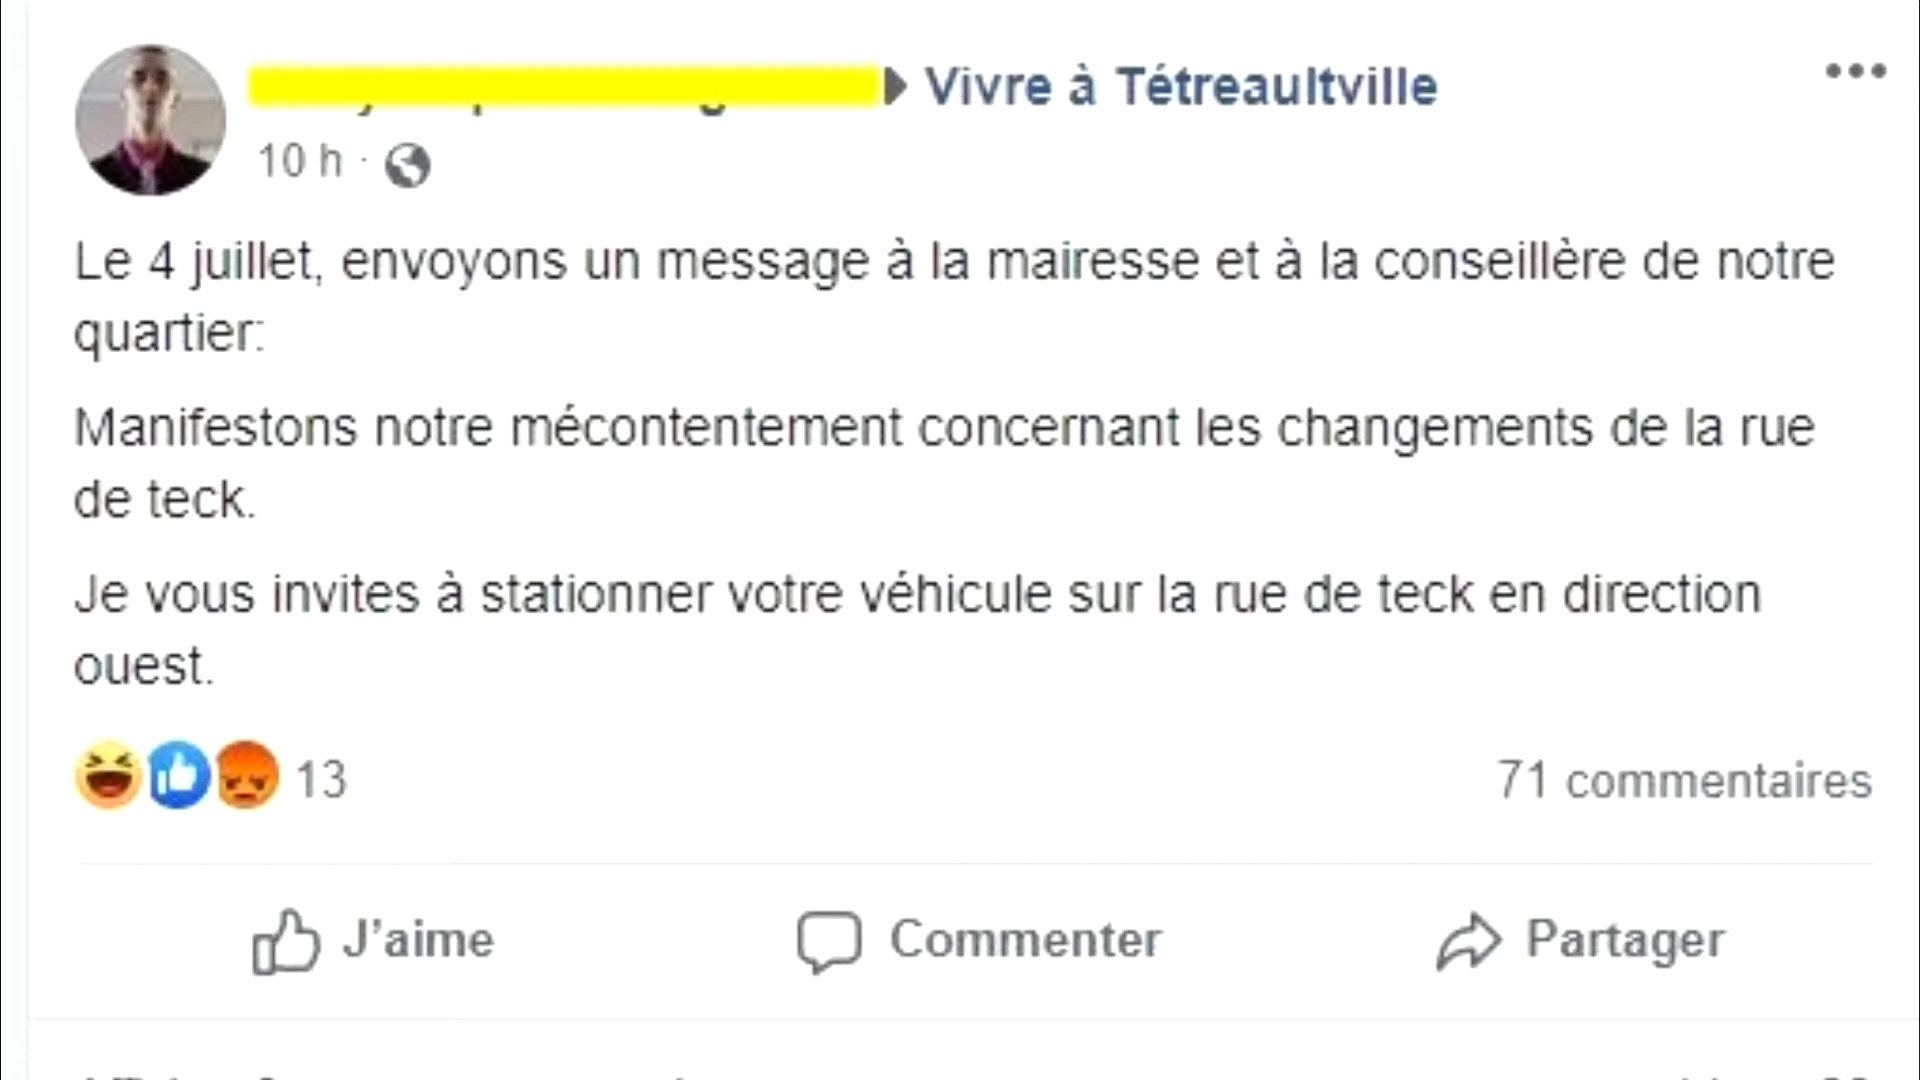 Vivre à Tétreaultville
10 h ·
Le 4 juillet, envoyons un message à la mairesse et à la conseillère de notre
quartier:
Manifestons notre mécontentement concernant les changements de la rue
de teck.
Je vous invites à stationner votre véhicule sur la rue de teck en direction
ouest.
13
71 commentaires
J'aime
Commenter
Partager